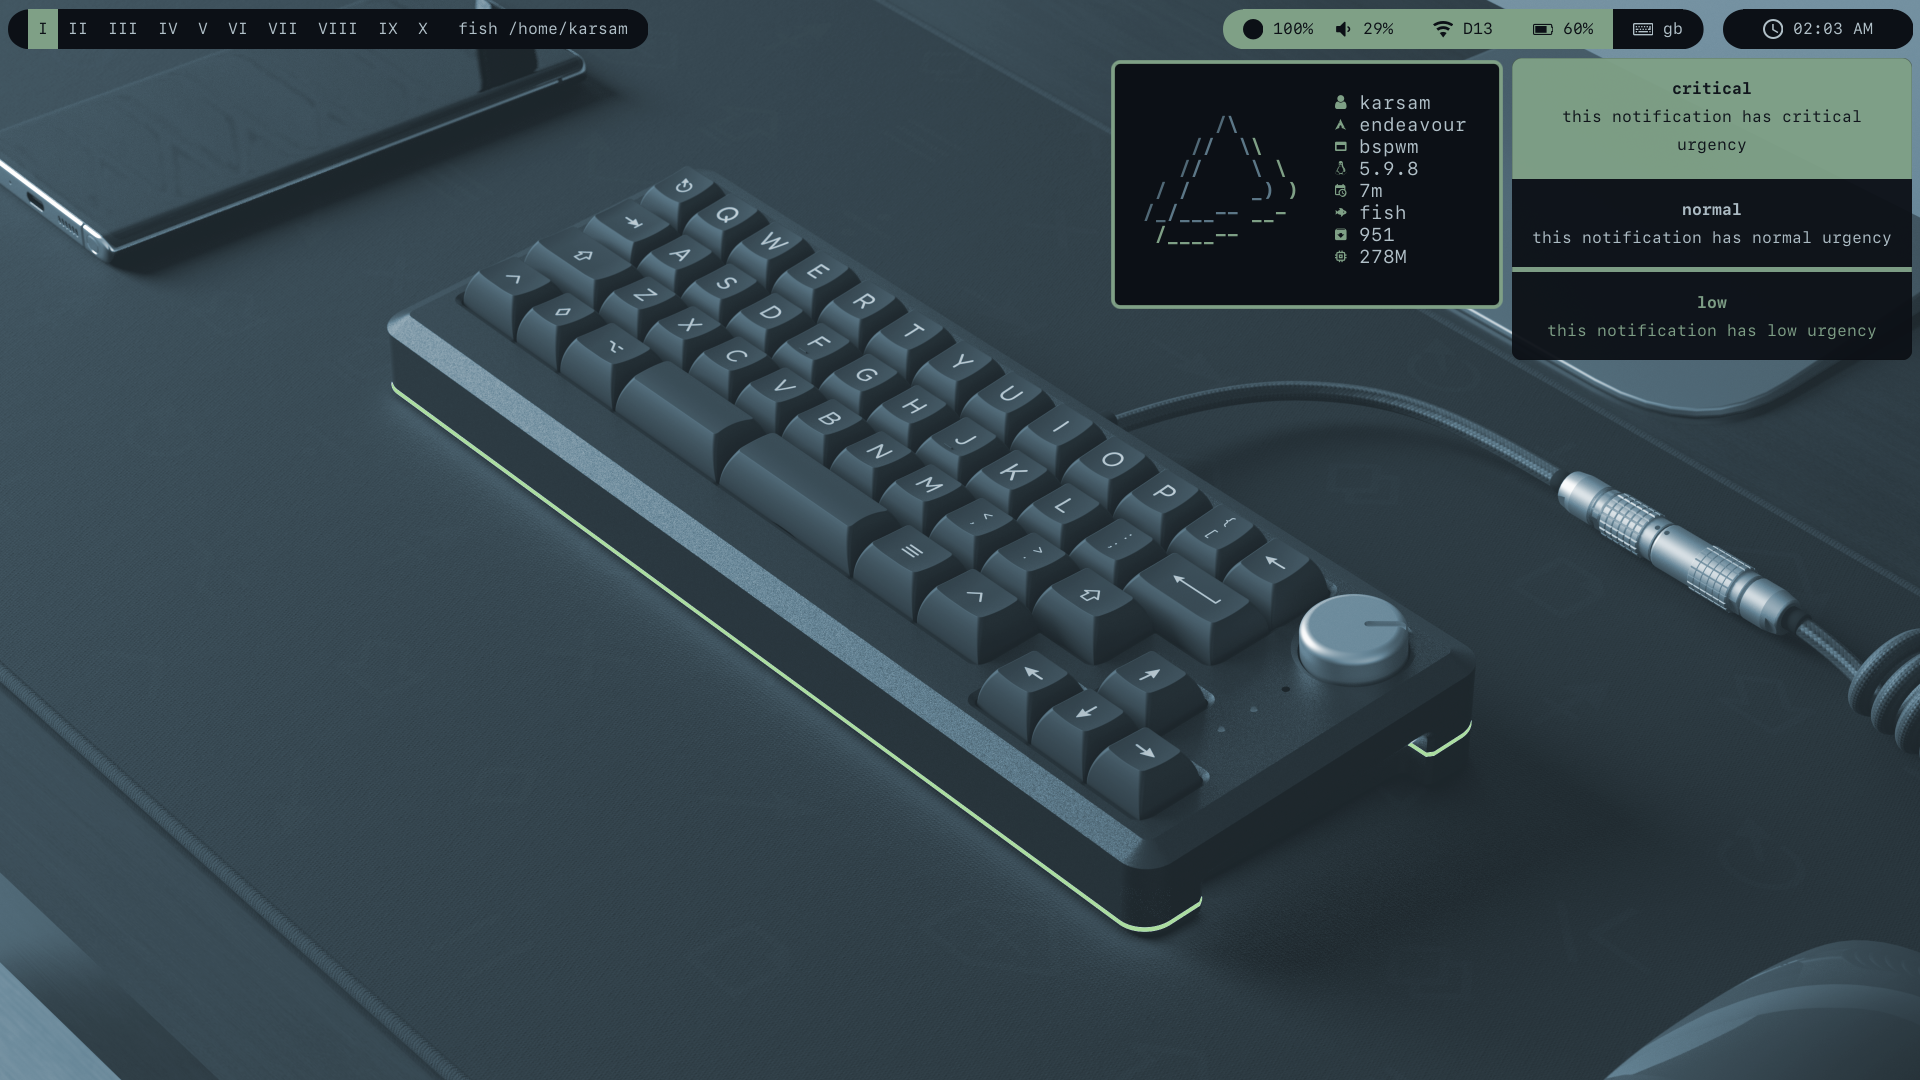 I II III IV V VI VII VIII IX X fish /home/karsam
100% 29% D13 60% gb 02:03 AM
karsam
endeavour
bspwm
5.9.8
7m
fish
951
278M
critical
this notification has critical
urgency
normal
this notification has normal urgency
low
this notification has low urgency
Q W E R T Y U I O P { [
A S D F G H J K L : ;
Z X C V B N M , < . >